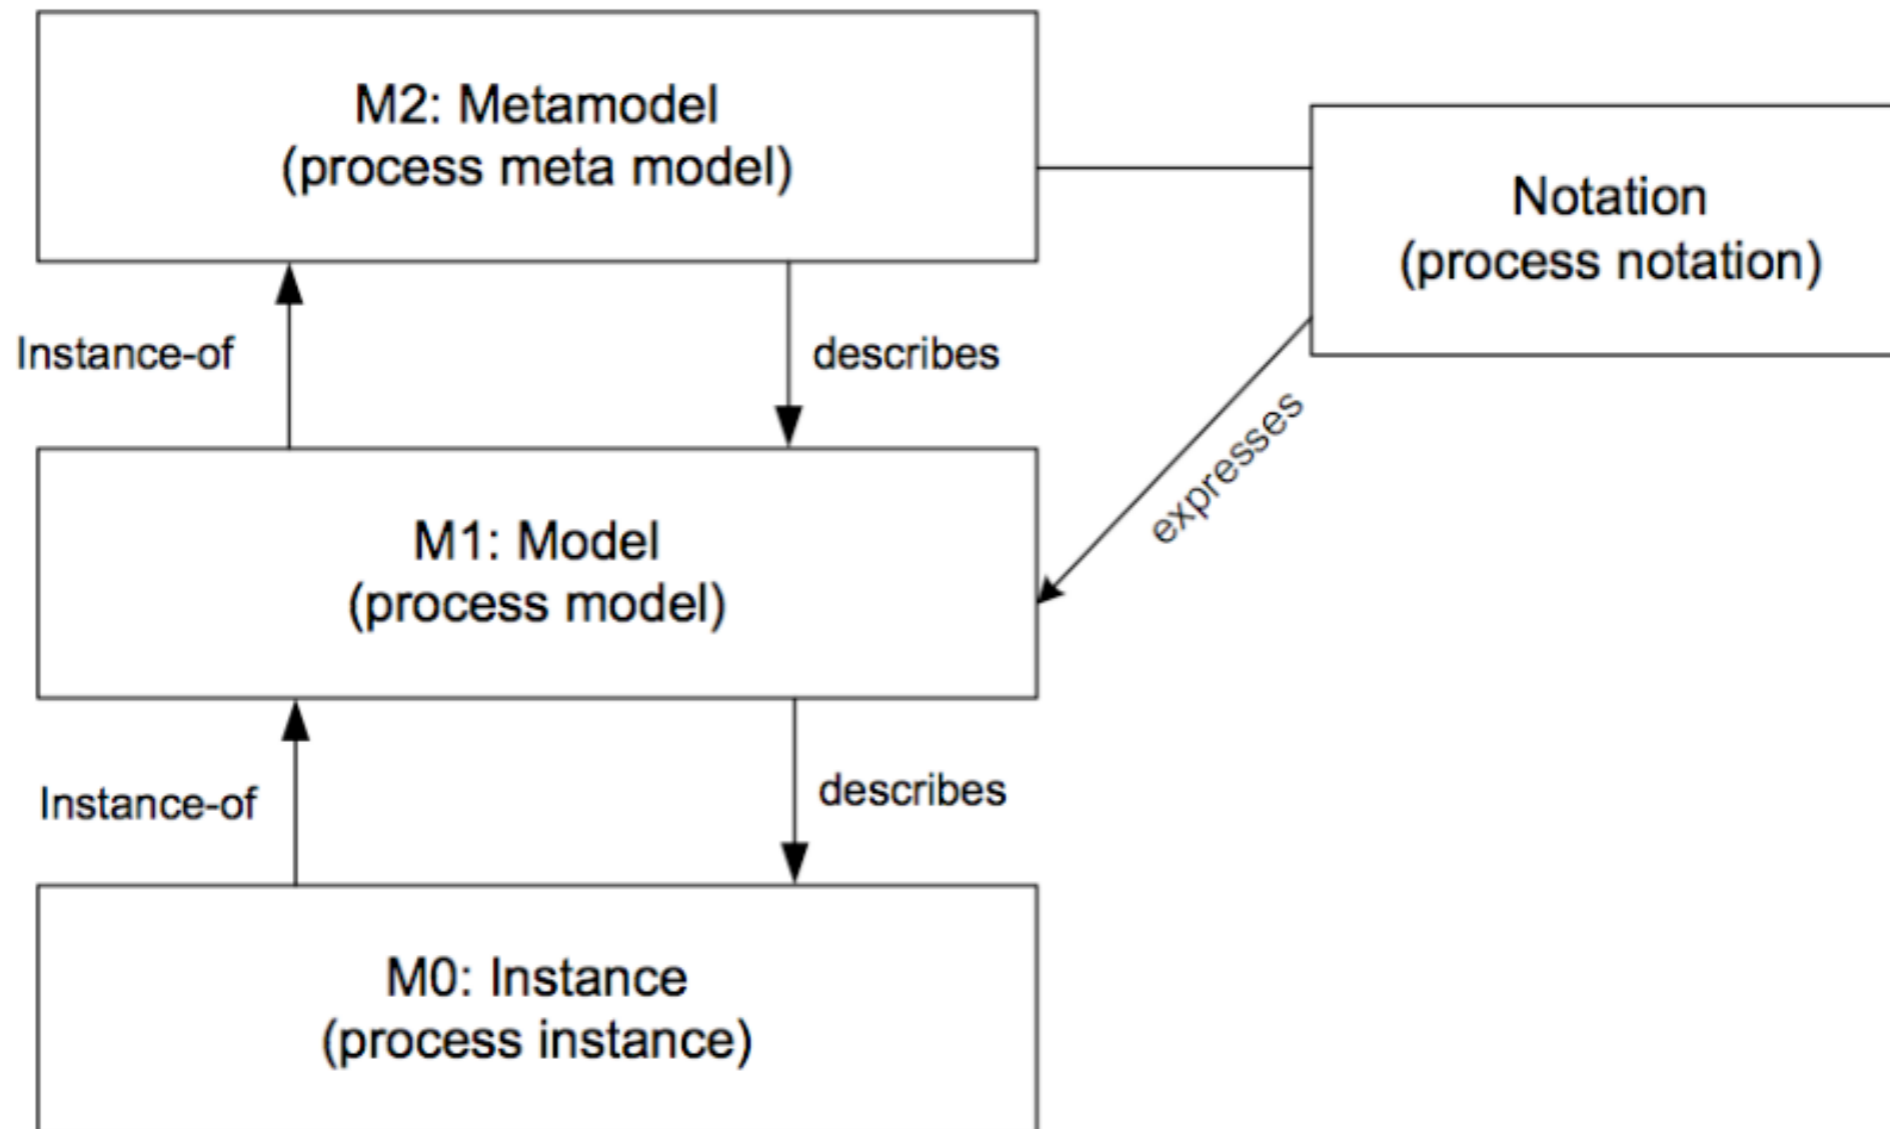 M2: Metamodel
(process meta model)
Notation
(process notation)
Instance-of
describes
expresses
M1: Model
(process model)
Instance-of
describes
M0: Instance
(process instance)